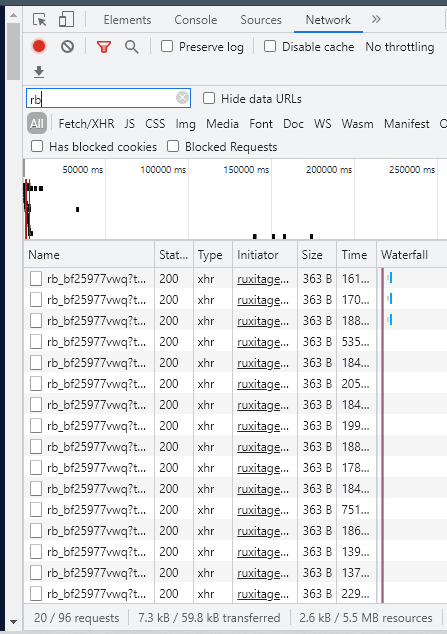 Elements Console Sources Network »
Preserve log Disable cache No throttling
rb Hide data URLs
All Fetch/XHR JS CSS Img Media Font Doc WS Wasm Manifest O
Has blocked cookies Blocked Requests
50000 ms 100000 ms 150000 ms 200000 ms 250000 ms
Name Stat... Type Initiator Size Time Waterfall
rb_bf25977vwq?t... 200 xhr ruxitage... 363 B 161...
rb_bf25977vwq?t... 200 xhr ruxitage... 363 B 170...
rb_bf25977vwq?t... 200 xhr ruxitage... 363 B 188...
rb_bf25977vwq?t... 200 xhr ruxitage... 363 B 535...
rb_bf25977vwq?t... 200 xhr ruxitage... 363 B 184...
rb_bf25977vwq?t... 200 xhr ruxitage... 363 B 205...
rb_bf25977vwq?t... 200 xhr ruxitage... 363 B 184...
rb_bf25977vwq?t... 200 xhr ruxitage... 363 B 199...
rb_bf25977vwq?t... 200 xhr ruxitage... 363 B 188...
rb_bf25977vwq?t... 200 xhr ruxitage... 363 B 178...
rb_bf25977vwq?t... 200 xhr ruxitage... 363 B 184...
rb_bf25977vwq?t... 200 xhr ruxitage... 363 B 751...
rb_bf25977vwq?t... 200 xhr ruxitage... 363 B 186...
rb_bf25977vwq?t... 200 xhr ruxitage... 363 B 139...
rb_bf25977vwq?t... 200 xhr ruxitage... 363 B 137...
rb_bf25977vwq?t... 200 xhr ruxitage... 363 B 229...
20 / 96 requests 7.3 kB / 59.8 kB transferred 2.6 kB / 5.5 MB resources